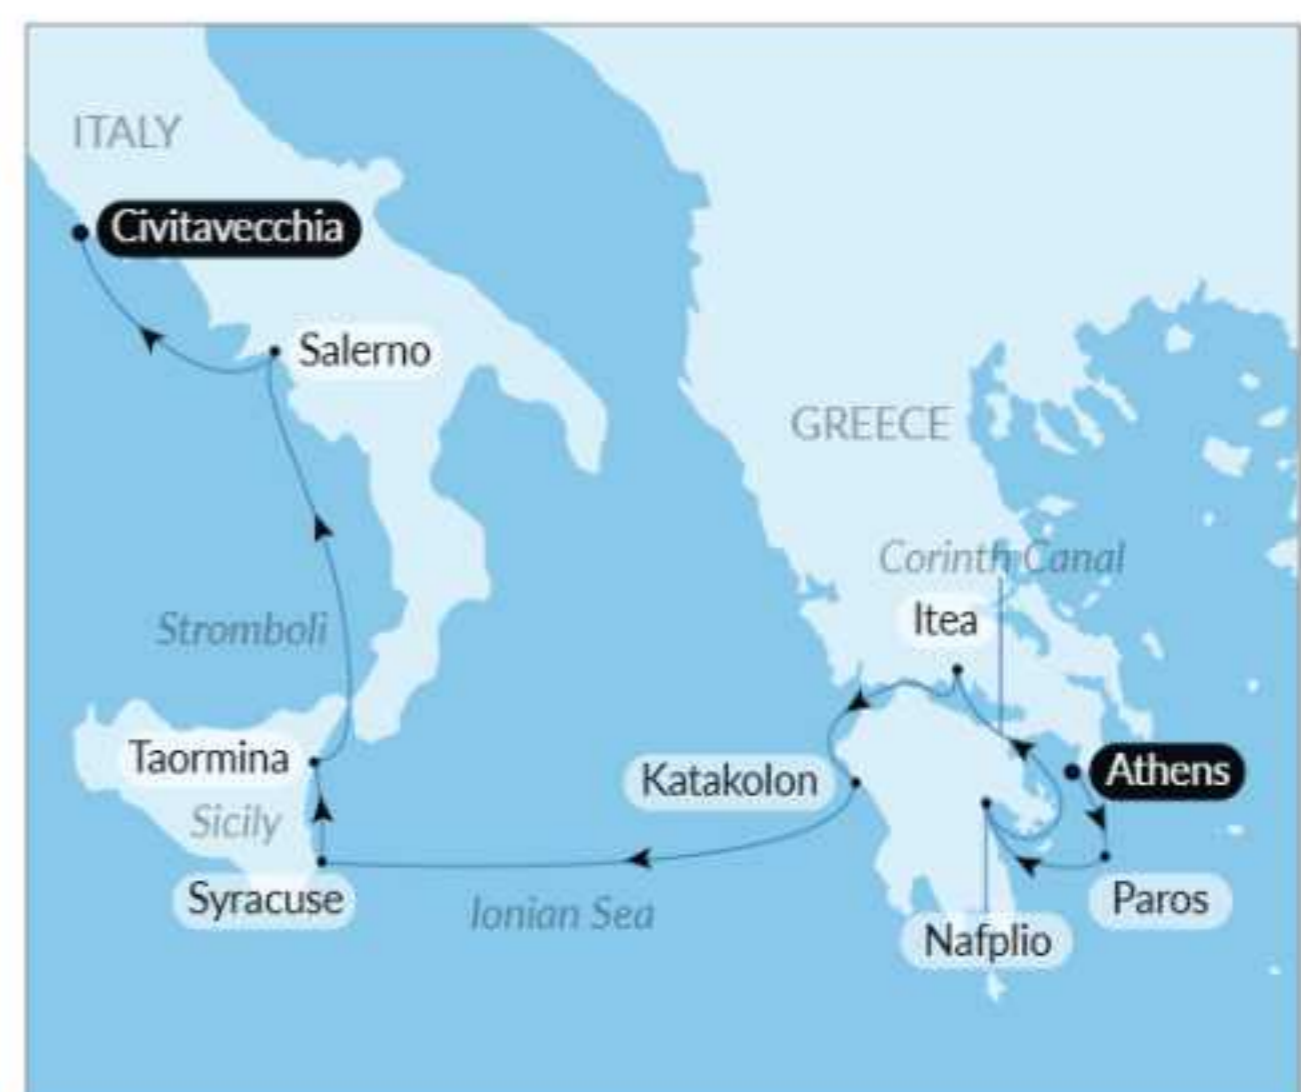 ITALY
Civitavecchia
Salerno
GREECE
Corinth Canal
Itea
Stromboli
Taormina
Katakolon
Athens
Sicily
Syracuse
Ionian Sea
Paros
Nafplio